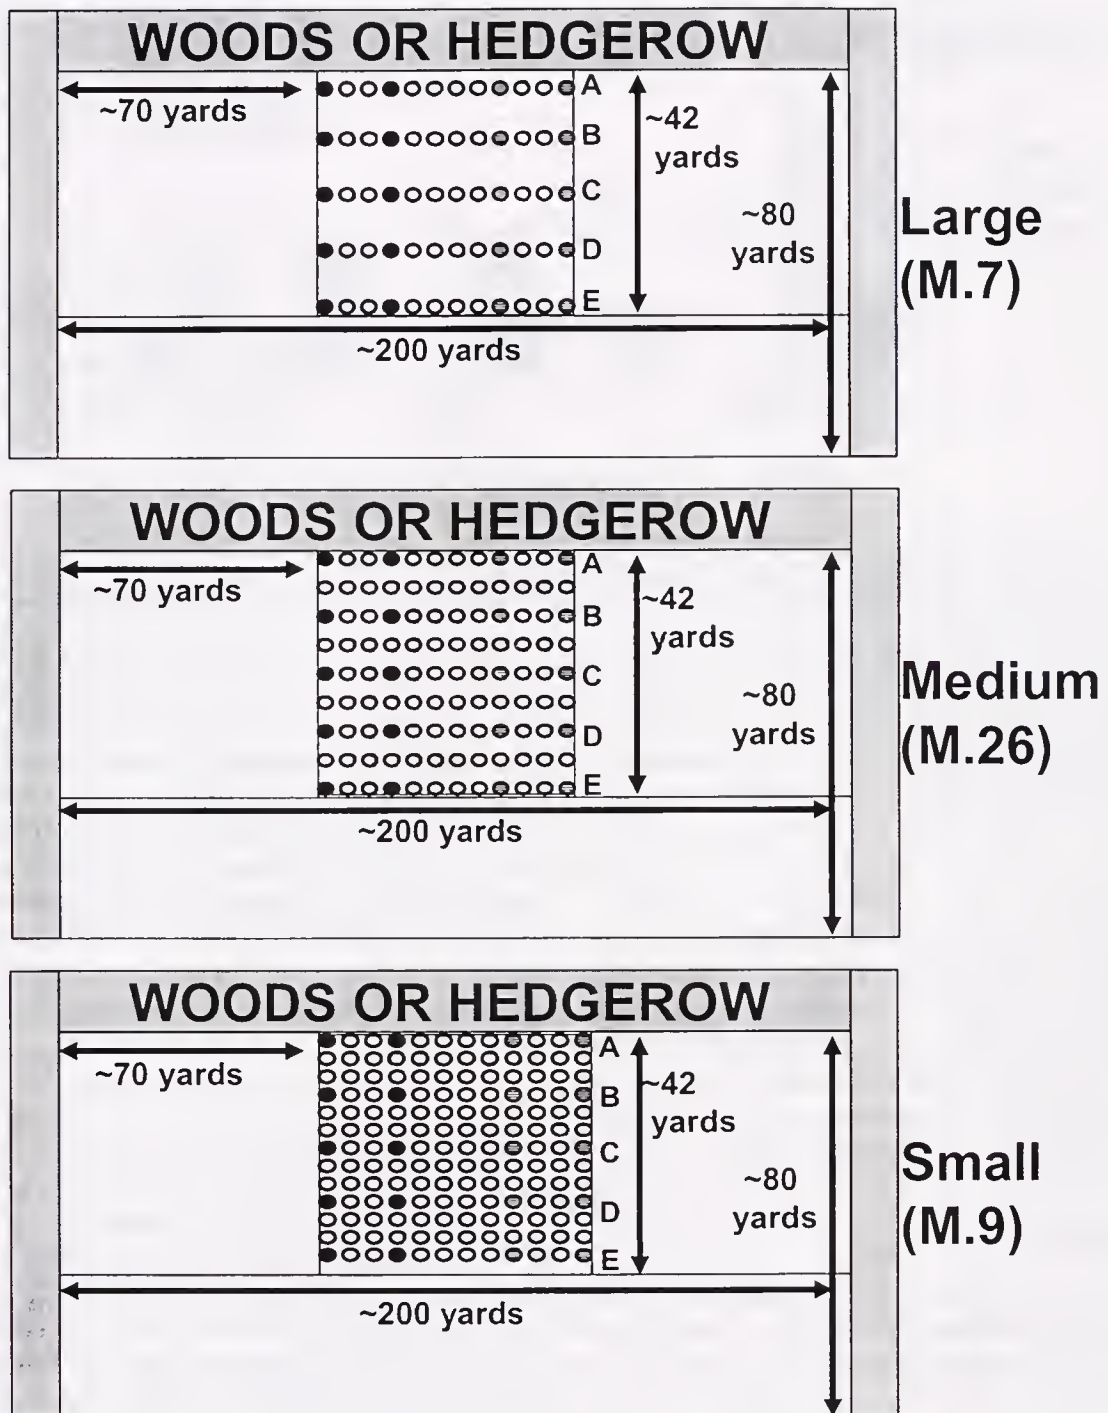 WOODS OR HEDGEROW
~70 yards
A
B
C
D
E
~42
yards
~80
yards
~200 yards
Large
(M.7)
WOODS OR HEDGEROW
~70 yards
A
B
C
D
E
~42
yards
~80
yards
~200 yards
Medium
(M.26)
WOODS OR HEDGEROW
~70 yards
A
B
C
D
E
~42
yards
~80
yards
~200 yards
Small
(M.9)